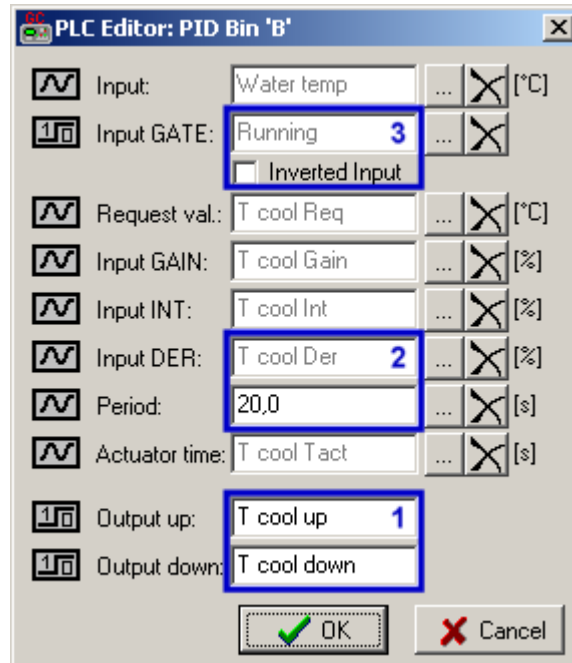 GC
PLC Editor: PID Bin 'B'
Input: Water temp ... [°C]
Input GATE: Running 3 ...
Inverted Input
Request val.: T cool Req ... [°C]
Input GAIN: T cool Gain ... [%]
Input INT: T cool Int ... [%]
Input DER: T cool Der 2 ... [%]
Period: 20,0 ... [s]
Actuator time: T cool Tact ... [s]
Output up: T cool up 1
Output down: T cool down
OK Cancel